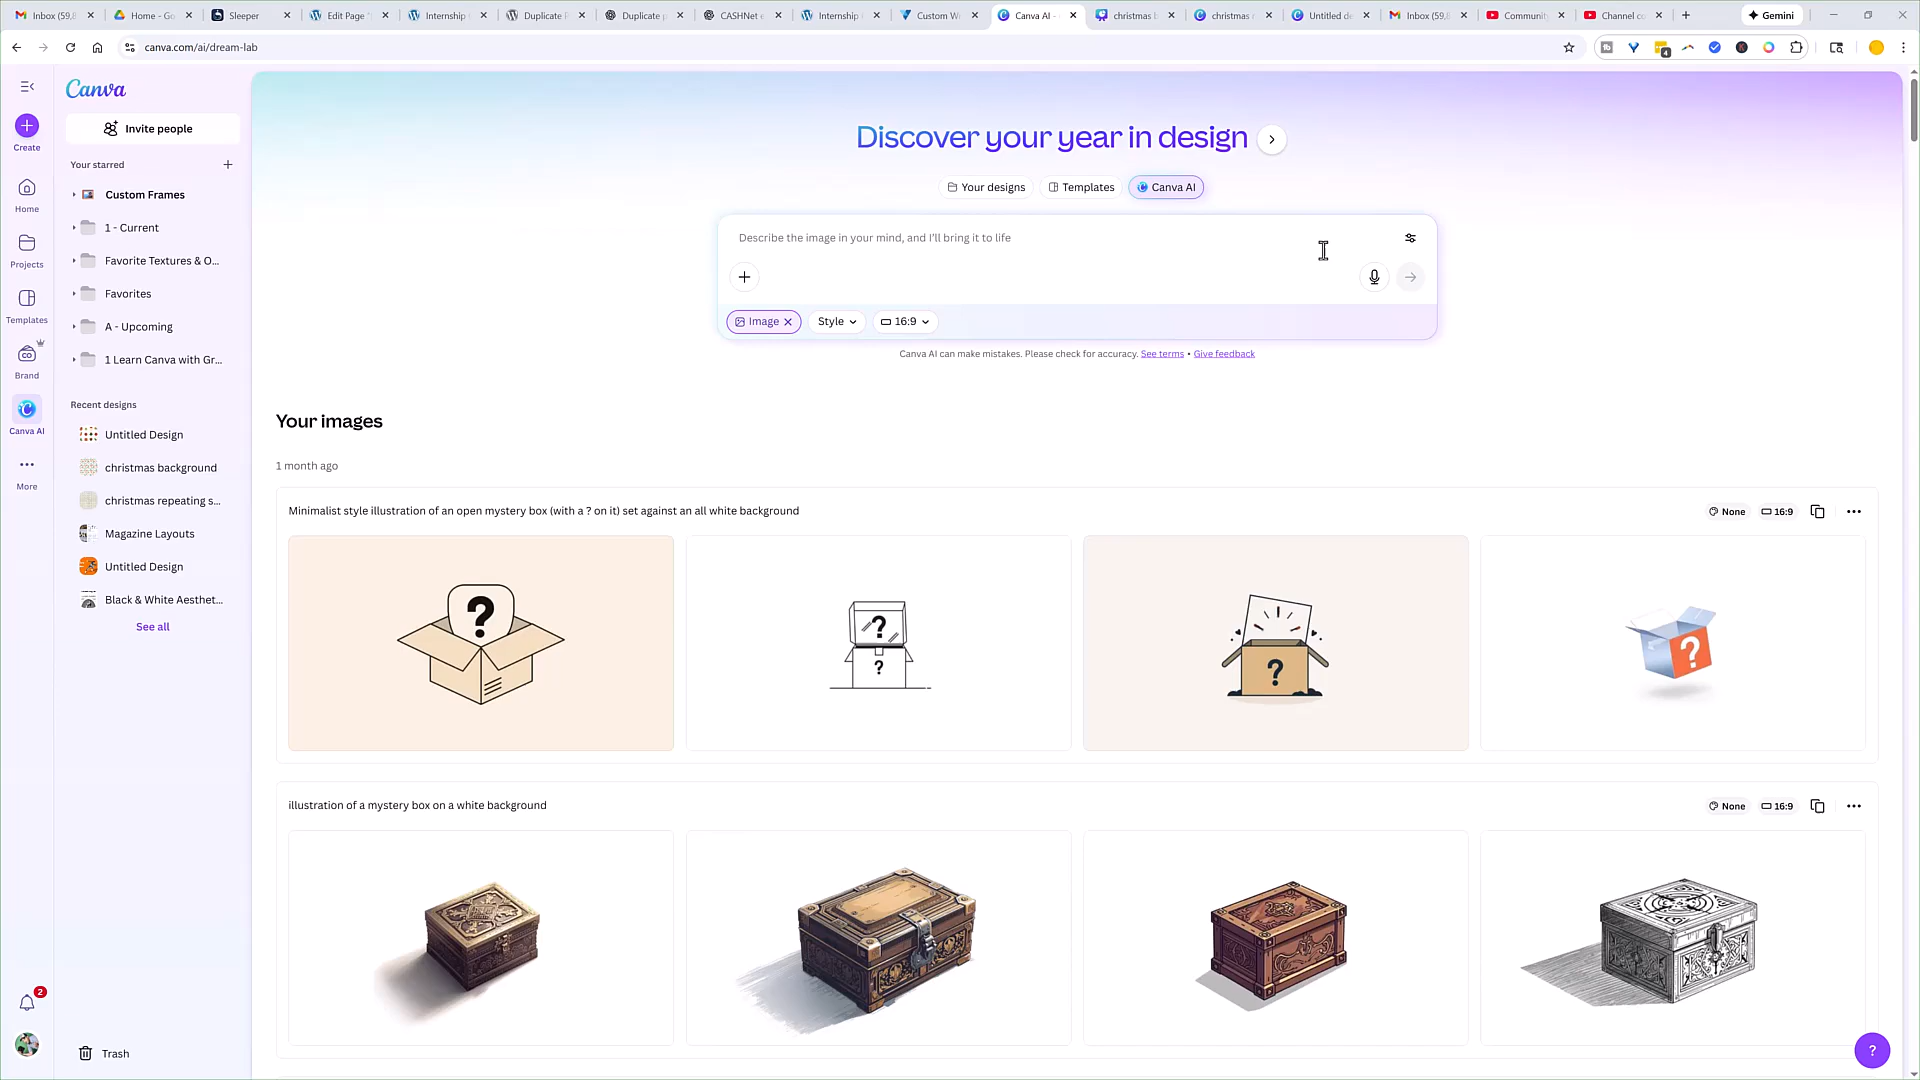 Inbox (59,8
Home - Go
Sleeper
Edit Page "
Internship
Duplicate P
Duplicate p
CASHNet e
Internship
Custom W
Canva AI -
christmas b
christmas r
Untitled de
Inbox (59,8
Communit
Channel co
Gemini
canva.com/ai/dream-lab
4
Canva
Invite people
Create
Your starred
Custom Frames
Home
1 - Current
Projects
Favorite Textures & O...
Favorites
Templates
A - Upcoming
1 Learn Canva with Gr...
Brand
Recent designs
Canva AI
Untitled Design
christmas background
More
christmas repeating s...
Magazine Layouts
Untitled Design
Black & White Aesthet...
See all
2
Trash
Discover your year in design
Your designs
Templates
Canva AI
Describe the image in your mind, and I'll bring it to life
Image
Style
16:9
Canva AI can make mistakes. Please check for accuracy. See terms • Give feedback
Your images
1 month ago
Minimalist style illustration of an open mystery box (with a ? on it) set against an all white background
None
16:9
?
?
?
?
?
illustration of a mystery box on a white background
None
16:9
?